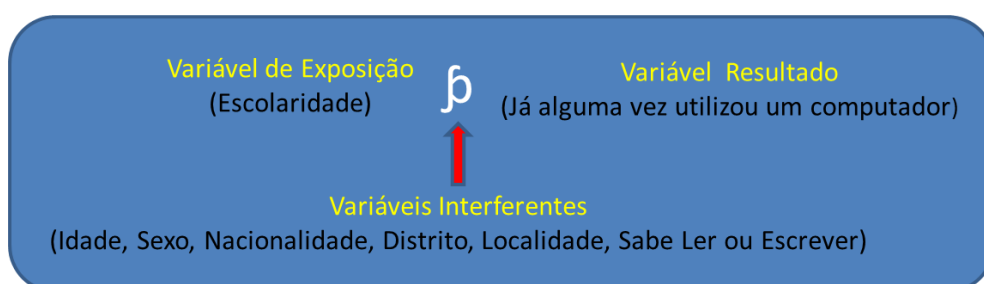 Variável de Exposição
(Escolaridade)
Variável Resultado
(Já alguma vez utilizou um computador)
Variáveis Interferentes
(Idade, Sexo, Nacionalidade, Distrito, Localidade, Sabe Ler ou Escrever)